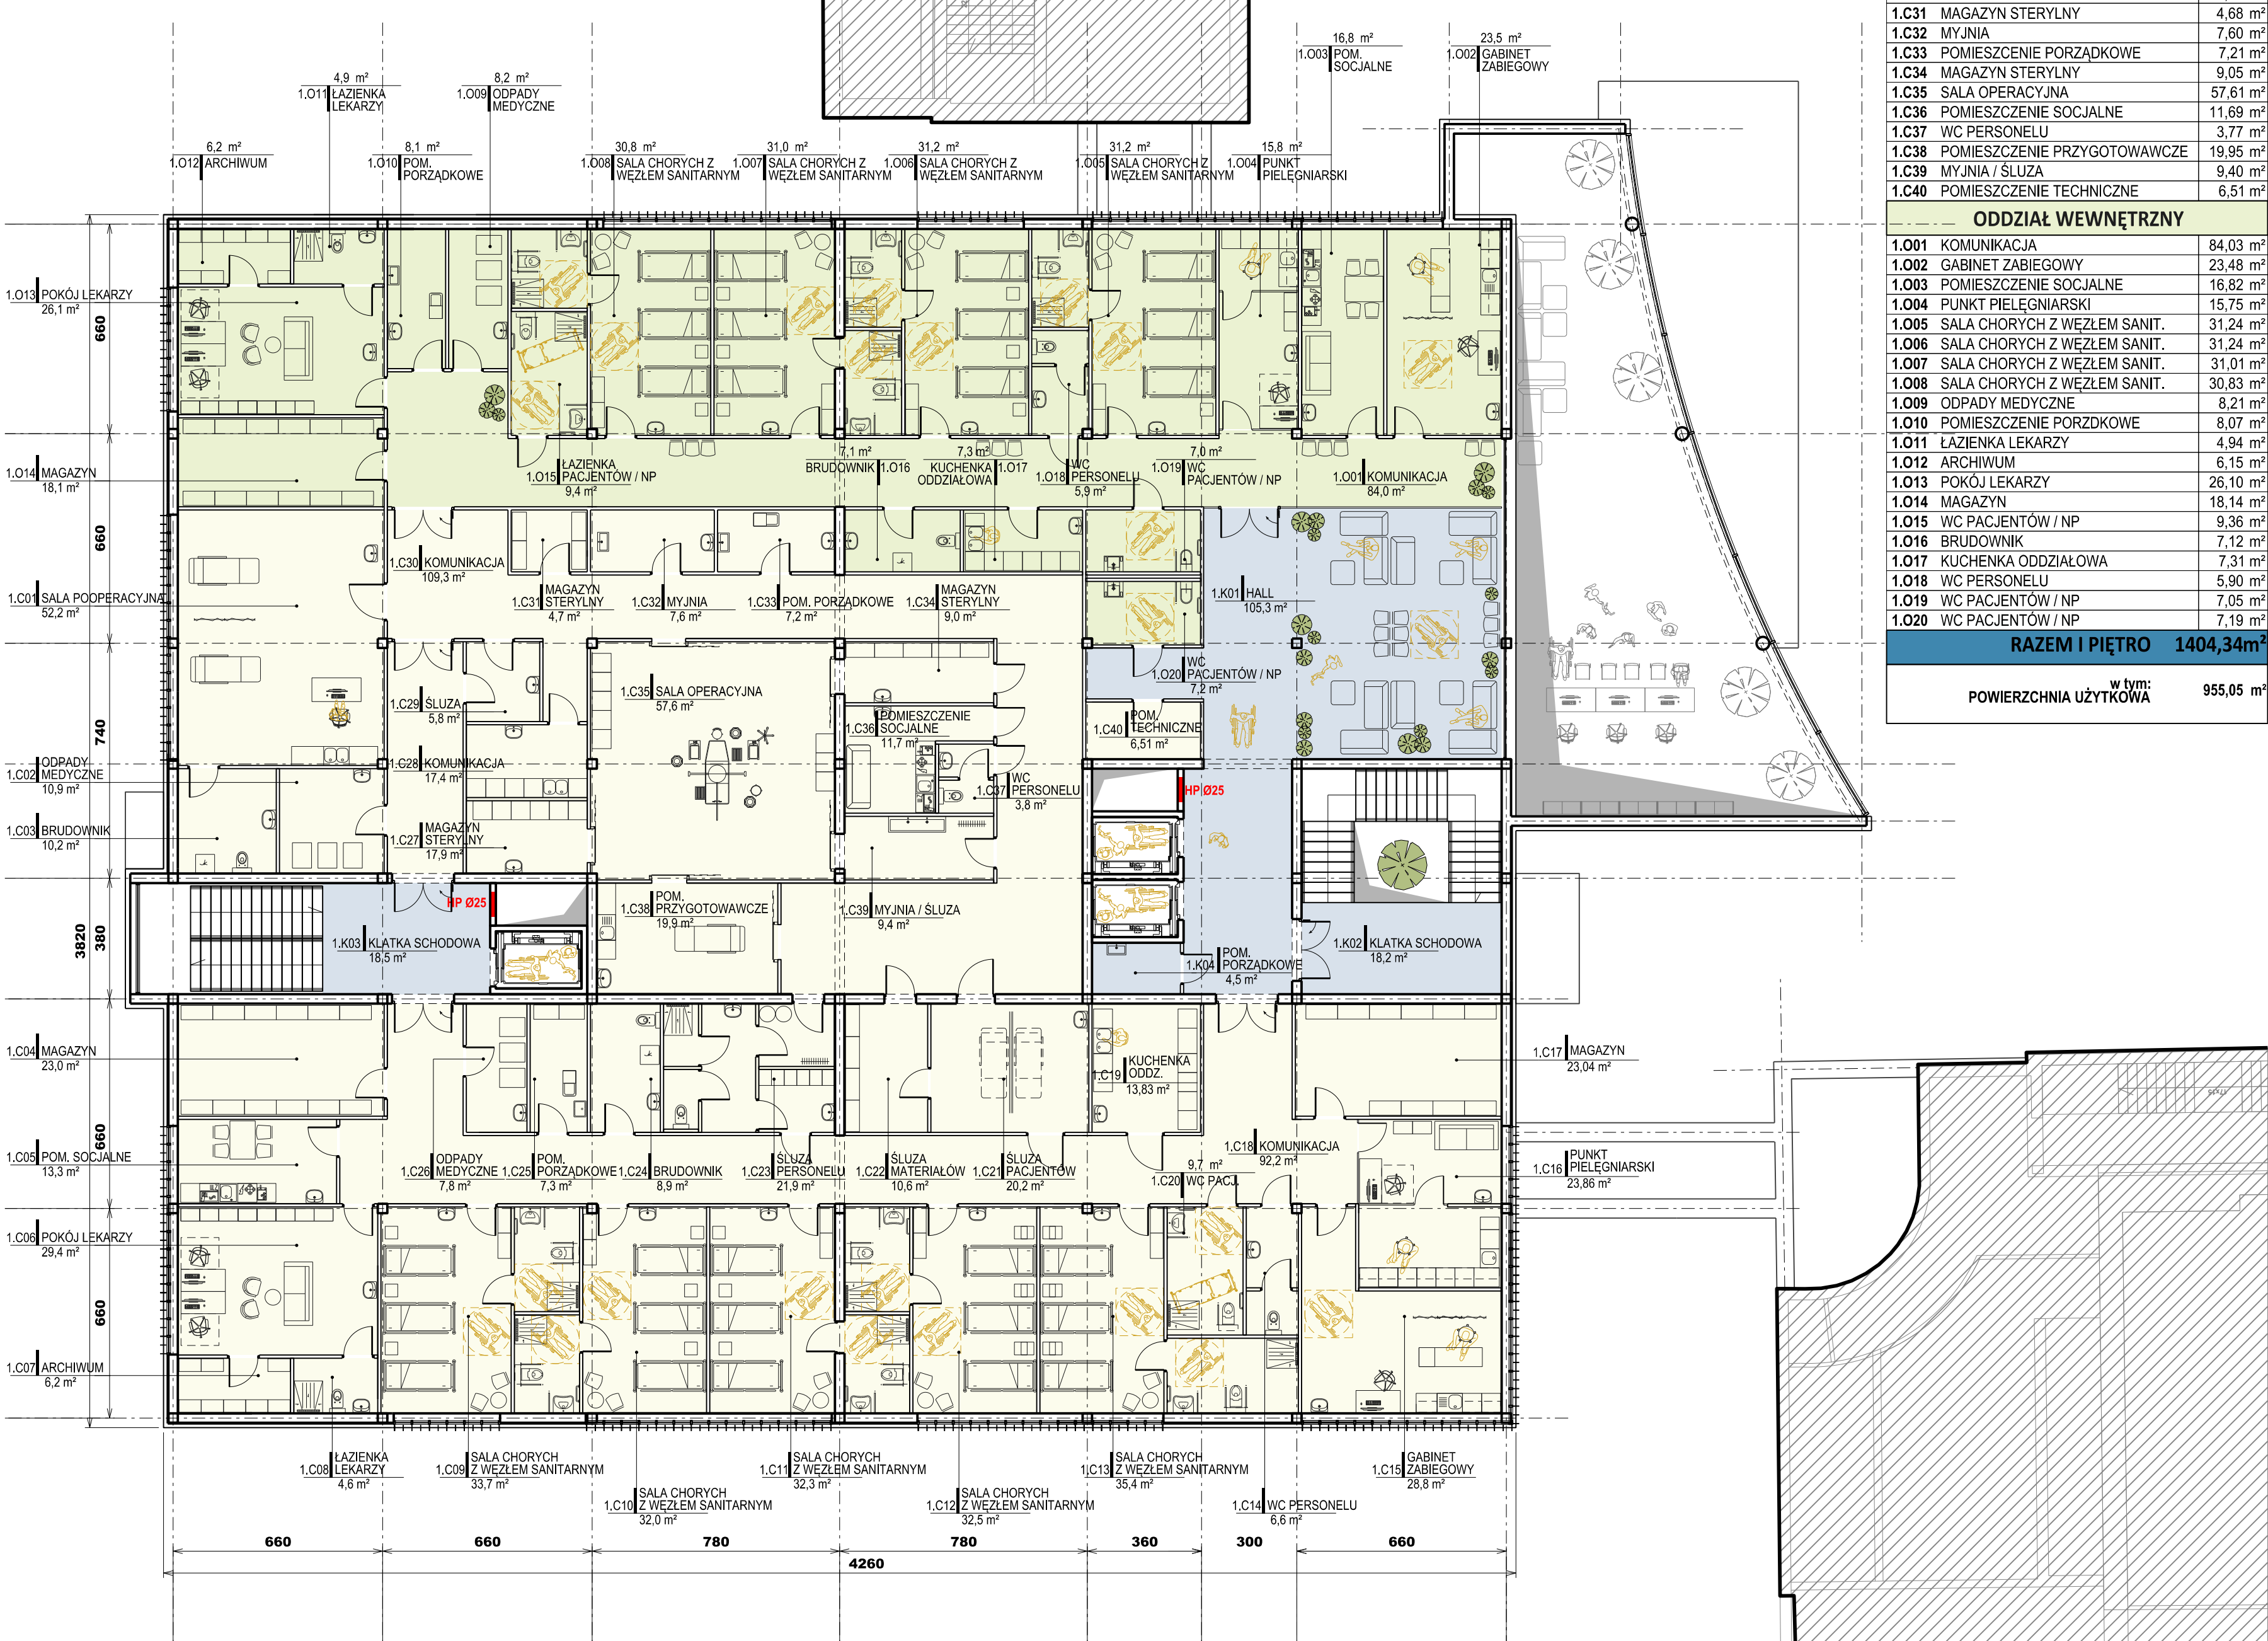 16,8 m²
1.O03 POM.
SOCJALNE
23,5 m²
1.O02 GABINET
ZABIEGOWY
4,9 m²
1.O11 ŁAZIENKA
LEKARZY
8,2 m²
1.O09 ODPADY
MEDYCZNE
6,2 m²
1.O12 ARCHIWUM
8,1 m²
1.O10 POM.
PORZĄDKOWE
30,8 m²
1.O08 SALA CHORYCH Z
WĘZŁEM SANITARNYM
31,0 m²
1.O07 SALA CHORYCH Z
WĘZŁEM SANITARNYM
31,2 m²
1.O06 SALA CHORYCH Z
WĘZŁEM SANITARNYM
31,2 m²
1.O05 SALA CHORYCH Z
WĘZŁEM SANITARNYM
15,8 m²
1.O04 PUNKT
PIELĘGNIARSKI
1.O13 POKÓJ LEKARZY
26,1 m²
1.O14 MAGAZYN
18,1 m²
1.O15 ŁAZIENKA
PACJENTÓW / NP
9,4 m²
7,1 m²
BRUDOWNIK 1.O16
7,3 m²
KUCHENKA 1.O17
ODDZIAŁOWA
1.O18 WC
PERSONELU
5,9 m²
7,0 m²
1.O19 WC
PACJENTÓW / NP
1.O01 KOMUNIKACJA
84,0 m²
1.C01 SALA POOPERACYJNA
52,2 m²
1.C30 KOMUNIKACJA
109,3 m²
1.C31 MAGAZYN
STERYLNY
4,7 m²
1.C32 MYJNIA
7,6 m²
1.C33 POM. PORZĄDKOWE
7,2 m²
1.C34 MAGAZYN
STERYLNY
9,0 m²
1.K01 HALL
105,3 m²
1.O20 WC
PACJENTÓW / NP
7,2 m²
1.C29 ŚLUZA
5,8 m²
1.C35 SALA OPERACYJNA
57,6 m²
1.C36 POMIESZCZENIE
SOCJALNE
11,7 m²
1.C40 POM.
TECHNICZNE
6,51 m²
1.C02 ODPADY
MEDYCZNE
10,9 m²
1.C28 KOMUNIKACJA
17,4 m²
1.C37 WC
PERSONELU
3,8 m²
HP Ø25
1.C03 BRUDOWNIK
10,2 m²
1.C27 MAGAZYN
STERYLNY
17,9 m²
HP Ø25
1.K03 KLATKA SCHODOWA
18,5 m²
1.C38 POM.
PRZYGOTOWAWCZE
19,9 m²
1.C39 MYJNIA / ŚLUZA
9,4 m²
1.K04 POM.
PORZĄDKOWE
4,5 m²
1.K02 KLATKA SCHODOWA
18,2 m²
1.C04 MAGAZYN
23,0 m²
1.C19 KUCHENKA
ODDZ.
13,83 m²
1.C17 MAGAZYN
23,04 m²
1.C05 POM. SOCJALNE
13,3 m²
1.C26 ODPADY
MEDYCZNE
7,8 m²
1.C25 POM.
PORZĄDKOWE
7,3 m²
1.C24 BRUDOWNIK
8,9 m²
1.C23 ŚLUZA
PERSONELU
21,9 m²
1.C22 ŚLUZA
MATERIAŁÓW
10,6 m²
1.C21 ŚLUZA
PACJENTÓW
20,2 m²
1.C18 KOMUNIKACJA
92,2 m²
9,7 m²
1.C20 WC PACJ.
1.C16 PUNKT
PIELĘGNIARSKI
23,86 m²
1.C06 POKÓJ LEKARZY
29,4 m²
1.C07 ARCHIWUM
6,2 m²
1.C08 ŁAZIENKA
LEKARZY
4,6 m²
1.C09 SALA CHORYCH
Z WĘZŁEM SANITARNYM
33,7 m²
1.C10 SALA CHORYCH
Z WĘZŁEM SANITARNYM
32,0 m²
1.C11 SALA CHORYCH
Z WĘZŁEM SANITARNYM
32,3 m²
1.C12 SALA CHORYCH
Z WĘZŁEM SANITARNYM
32,5 m²
1.C13 SALA CHORYCH
Z WĘZŁEM SANITARNYM
35,4 m²
1.C14 WC PERSONELU
6,6 m²
1.C15 GABINET
ZABIEGOWY
28,8 m²
660
660
740
380
660
660
3820
660
660
780
780
360
300
660
4260
17x35
1.C31 MAGAZYN STERYLNY 4,68 m²
1.C32 MYJNIA 7,60 m²
1.C33 POMIESZCENIE PORZĄDKOWE 7,21 m²
1.C34 MAGAZYN STERYLNY 9,05 m²
1.C35 SALA OPERACYJNA 57,61 m²
1.C36 POMIESZCZENIE SOCJALNE 11,69 m²
1.C37 WC PERSONELU 3,77 m²
1.C38 POMIESZCZENIE PRZYGOTOWAWCZE 19,95 m²
1.C39 MYJNIA / ŚLUZA 9,40 m²
1.C40 POMIESZCZENIE TECHNICZNE 6,51 m²
ODDZIAŁ WEWNĘTRZNY
1.O01 KOMUNIKACJA 84,03 m²
1.O02 GABINET ZABIEGOWY 23,48 m²
1.O03 POMIESZCZENIE SOCJALNE 16,82 m²
1.O04 PUNKT PIELĘGNIARSKI 15,75 m²
1.O05 SALA CHORYCH Z WĘZŁEM SANIT. 31,24 m²
1.O06 SALA CHORYCH Z WĘZŁEM SANIT. 31,24 m²
1.O07 SALA CHORYCH Z WĘZŁEM SANIT. 31,01 m²
1.O08 SALA CHORYCH Z WĘZŁEM SANIT. 30,83 m²
1.O09 ODPADY MEDYCZNE 8,21 m²
1.O10 POMIESZCZENIE PORZDKOWE 8,07 m²
1.O11 ŁAZIENKA LEKARZY 4,94 m²
1.O12 ARCHIWUM 6,15 m²
1.O13 POKÓJ LEKARZY 26,10 m²
1.O14 MAGAZYN 18,14 m²
1.O15 WC PACJENTÓW / NP 9,36 m²
1.O16 BRUDOWNIK 7,12 m²
1.O17 KUCHENKA ODDZIAŁOWA 7,31 m²
1.O18 WC PERSONELU 5,90 m²
1.O19 WC PACJENTÓW / NP 7,05 m²
1.O20 WC PACJENTÓW / NP 7,19 m²
RAZEM I PIĘTRO 1404,34m²
w tym:
POWIERZCHNIA UŻYTKOWA 955,05 m²